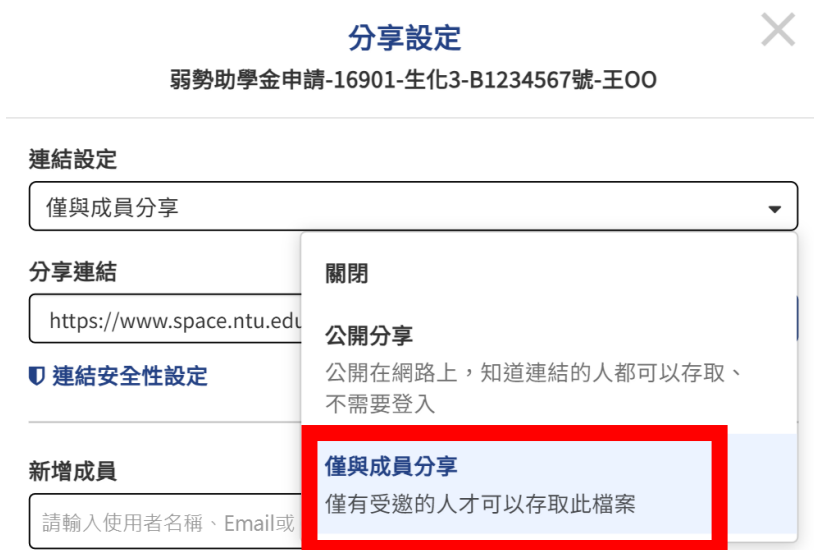 分享設定
弱勢助學金申請-16901-生化3-B1234567號-王OO
連結設定
僅與成員分享
關閉
分享連結
https://www.space.ntu.edu
公開分享
公開在網路上，知道連結的人都可以存取、
不需要登入
連結安全性設定
僅與成員分享
僅有受邀的人才可以存取此檔案
新增成員
請輸入使用者名稱、Email或